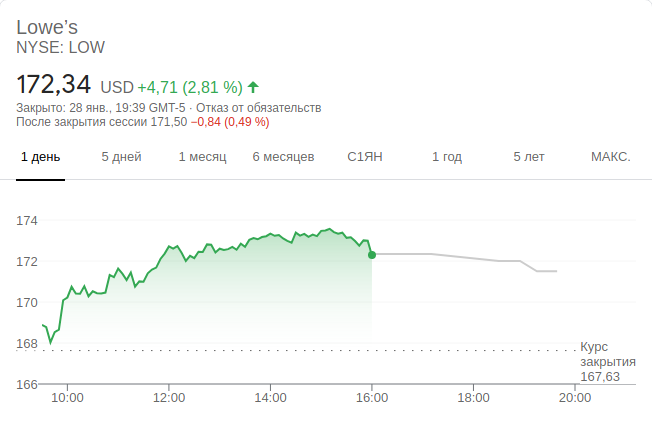 Lowe's
NYSE: LOW
172,34 USD +4,71 (2,81 %)
Закрыто: 28 янв., 19:39 GMT-5 · Отказ от обязательств
После закрытия сессии 171,50 −0,84 (0,49 %)
1 день 5 дней 1 месяц 6 месяцев С1ЯН 1 год 5 лет МАКС.
174
172
170
168
166
Курс
закрытия
167,63
10:00 12:00 14:00 16:00 18:00 20:00